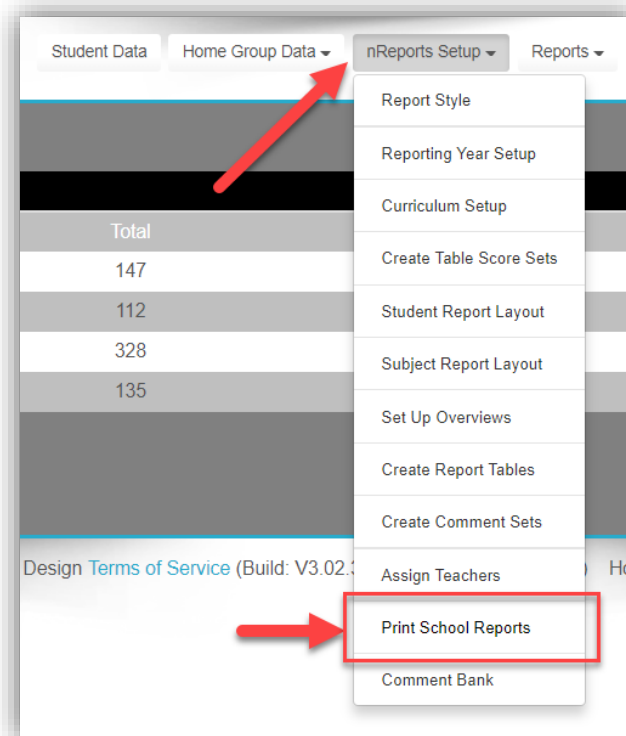 Student Data Home Group Data nReports Setup Reports
Report Style
Reporting Year Setup
Curriculum Setup
Total
Create Table Score Sets
147
112
Student Report Layout
328
Subject Report Layout
135
Set Up Overviews
Create Report Tables
Create Comment Sets
Design Terms of Service (Build: V3.02.
Assign Teachers
Print School Reports
Comment Bank